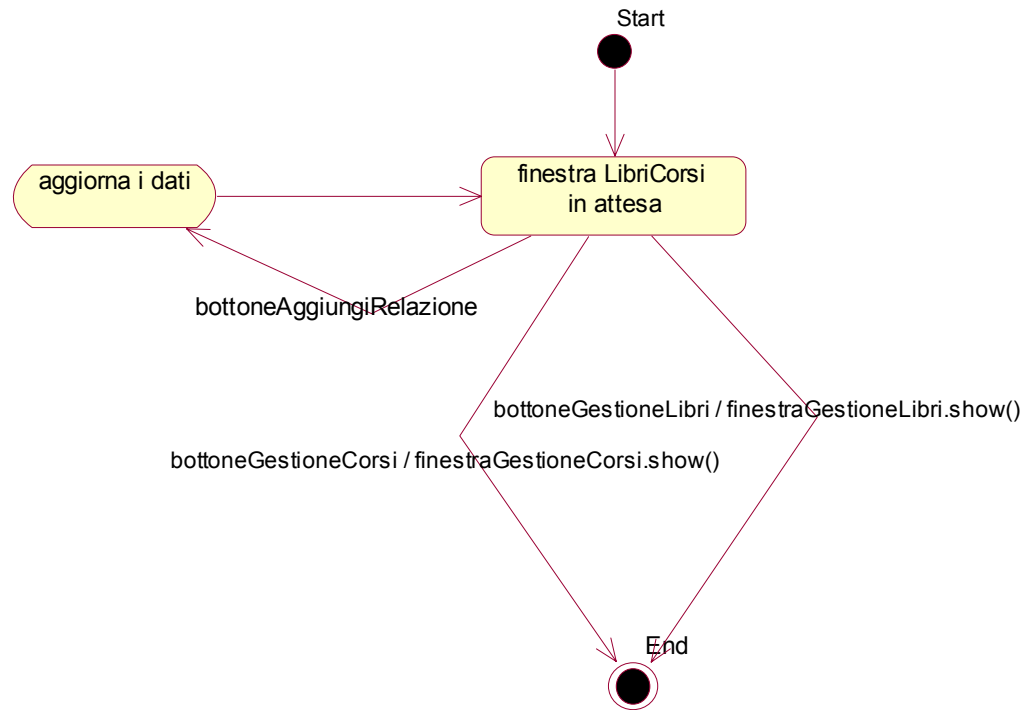 Start
aggiorna i dati
finestra LibriCorsi
in attesa
bottoneAggiungiRelazione
bottoneGestioneLibri / finestraGestioneLibri.show()
bottoneGestioneCorsi / finestraGestioneCorsi.show()
End